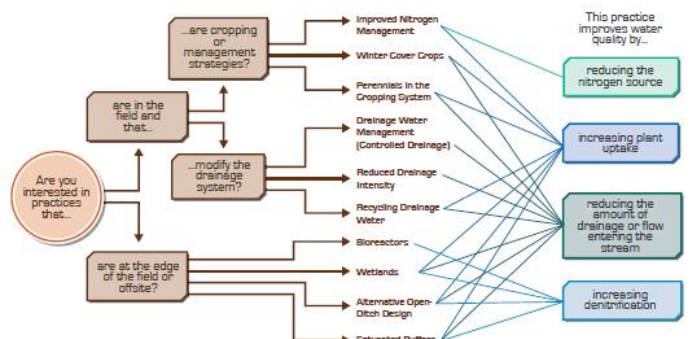 This practice
improves water
quality by...
...are cropping
or
management
strategies?
are in the
field and
that...
...modify the
drainage
system?
Are you
interested in
practices
that...
are at the edge
of the field or
offsite?
Improved Nitrogen
Management
Winter Cover Crops
Perennials in the
Cropping System
Drainage Water
Management
(Controlled Drainage)
Reduced Drainage
Intensity
Recycling Drainage
Water
Bioreactors
Wetlands
Alternative Open-
Ditch Design
reducing the
nitrogen source
increasing plant
uptake
reducing the
amount of
drainage or flow
entering the
stream
increasing
denitrification